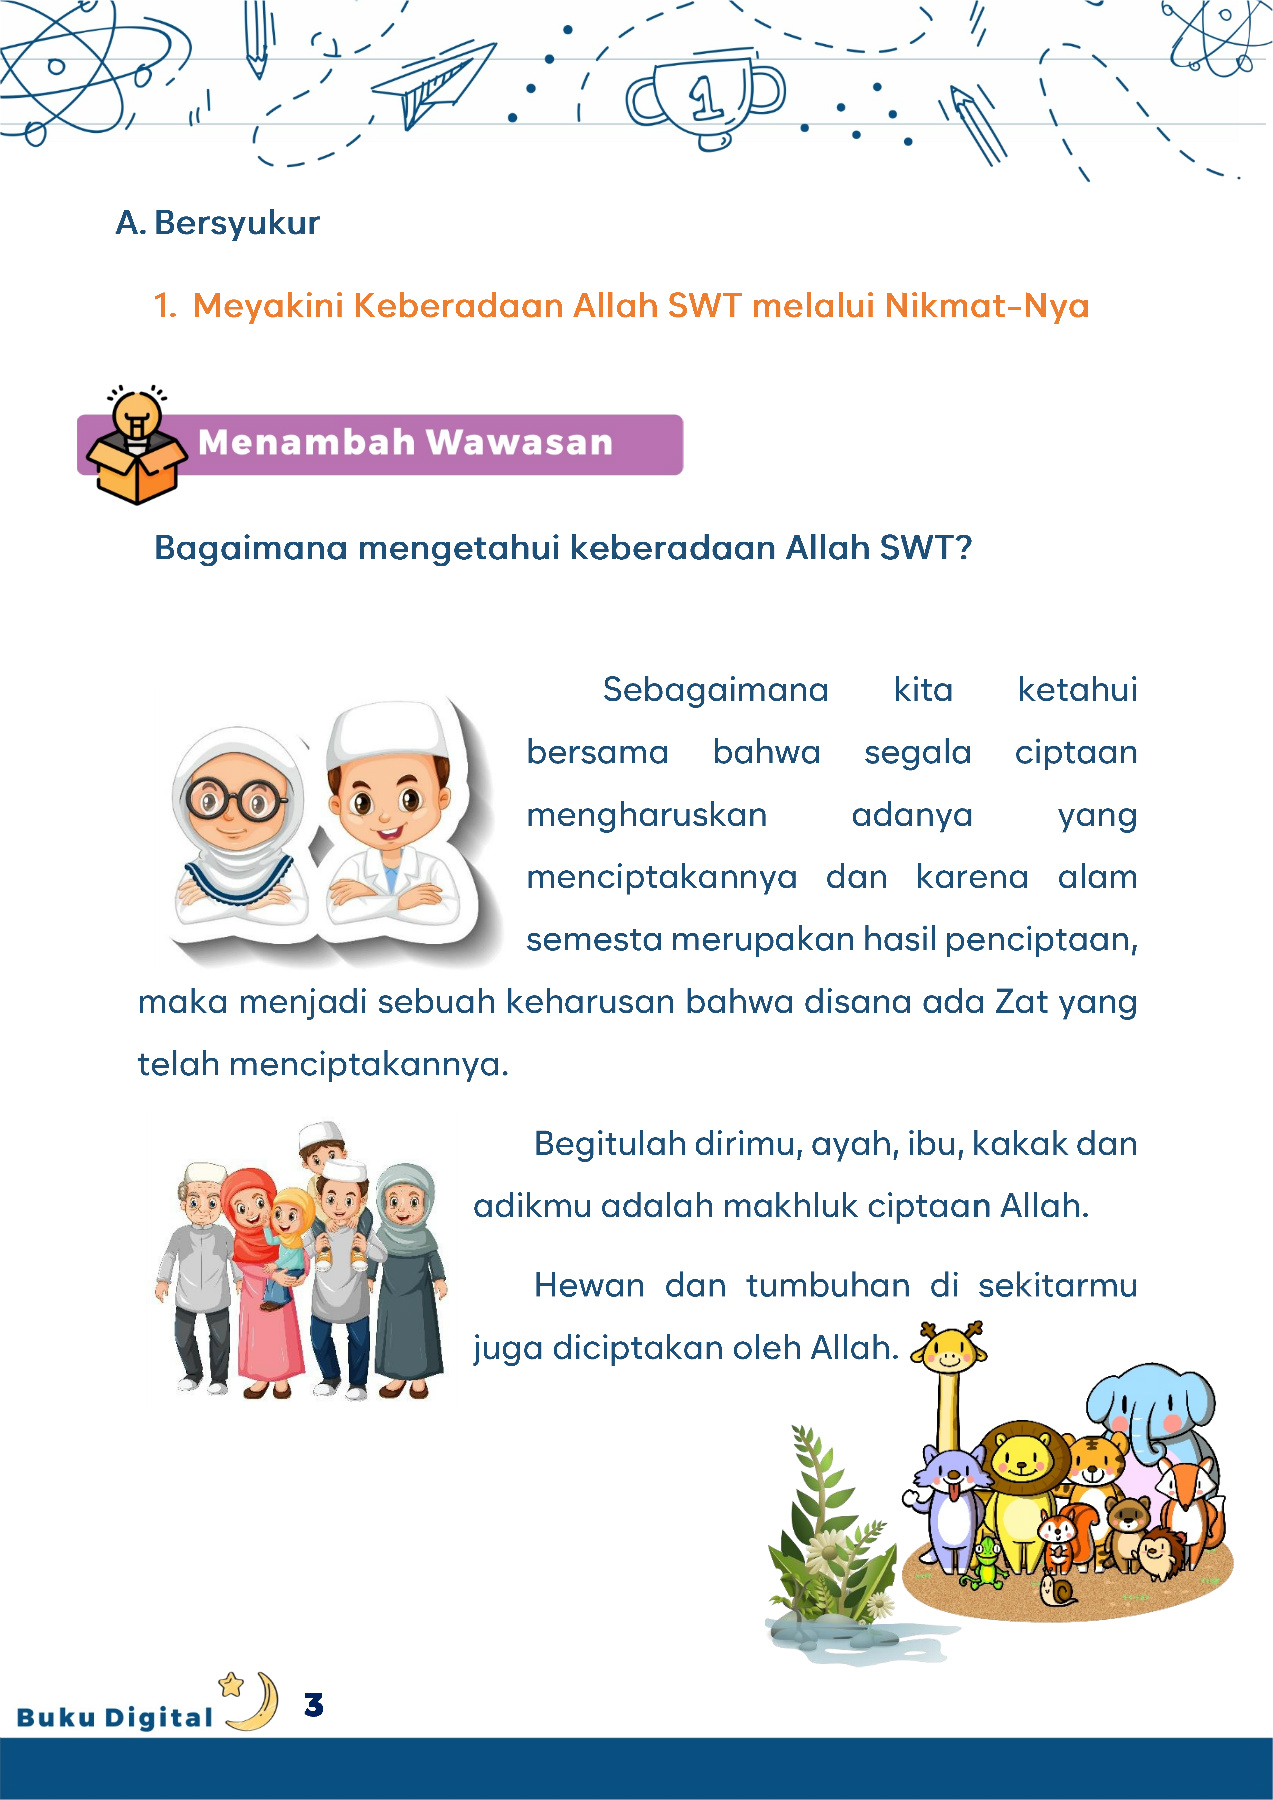 1
A. Bersyukur
1. Meyakini Keberadaan Allah SWT melalui Nikmat-Nya
Menambah Wawasan
Bagaimana mengetahui keberadaan Allah SWT?
Sebagaimana kita ketahui
bersama bahwa segala ciptaan
mengharuskan adanya yang
menciptakannya dan karena alam
semesta merupakan hasil penciptaan,
maka menjadi sebuah keharusan bahwa disana ada Zat yang
telah menciptakannya.
Begitulah dirimu, ayah, ibu, kakak dan
adikmu adalah makhluk ciptaan Allah.
Hewan dan tumbuhan di sekitarmu
juga diciptakan oleh Allah.
Buku Digital 3